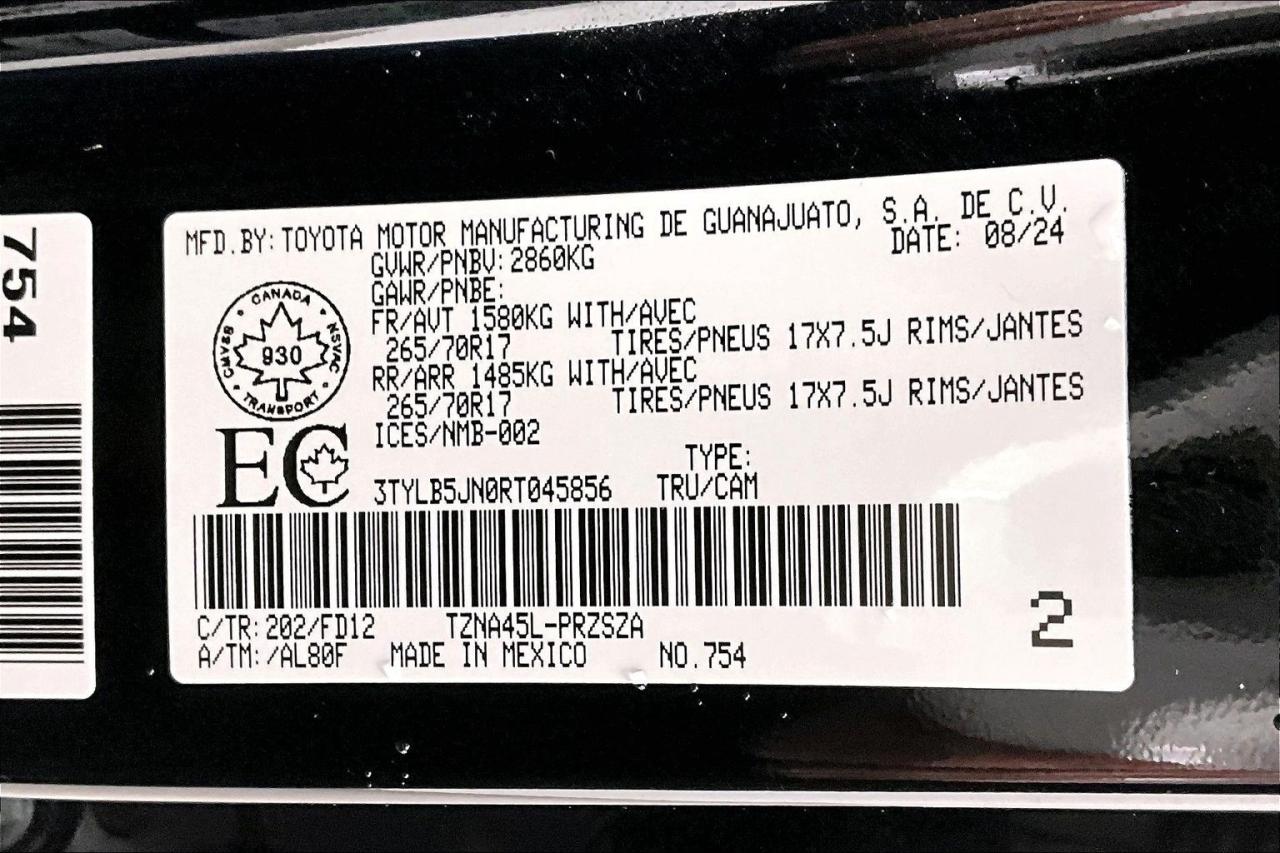 754
MFD.BY: TOYOTA MOTOR MANUFACTURING DE GUANAJUATO, S.A. DE C.V.
GVWR/PNBV: 2860KG DATE: 08/24
GAWR/PNBE:
FR/AVT 1580KG WITH/AVEC
265/70R17 TIRES/PNEUS 17X7.5J RIMS/JANTES
RR/ARR 1485KG WITH/AVEC
265/70R17 TIRES/PNEUS 17X7.5J RIMS/JANTES
CANADA
CMVSS 930 NSVAC
TRANSPORT
EC
ICES/NMB-002
TYPE:
3TYLB5JN0RT045856 TRU/CAM
C/TR: 202/FD12 TZNA45L-PRZSZA
A/TM: /AL80F MADE IN MEXICO NO.754
2